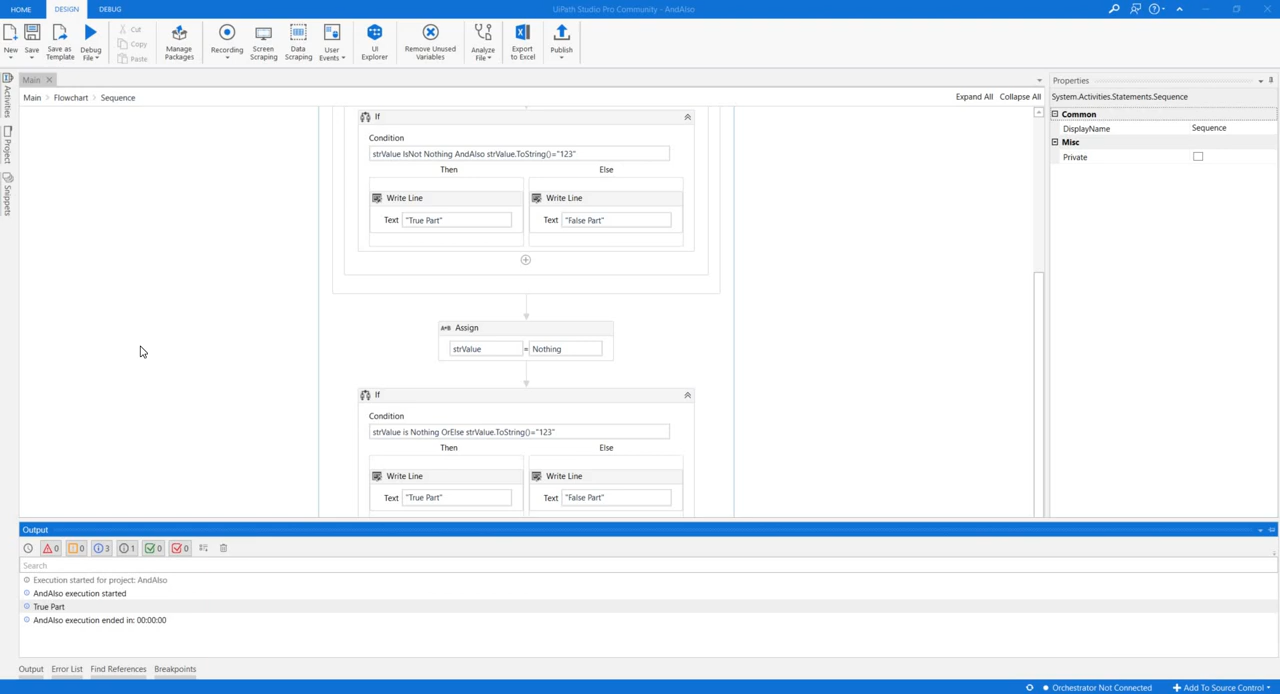 HOME DESIGN DEBUG UiPath Studio Pro Community - AndAlso
New Save Save as Template Debug File Cut Copy Paste Manage Packages Recording Screen Scraping Data Scraping User Events UI Explorer Remove Unused Variables Analyze File Export to Excel Publish
Main
Main > Flowchart > Sequence Expand All Collapse All
Activities
Project
Snippets
If
Condition
strValue IsNot Nothing AndAlso strValue.ToString()="123"
Then Else
Write Line Write Line
Text "True Part" Text "False Part"
A+B Assign
strValue = Nothing
If
Condition
strValue is Nothing OrElse strValue.ToString()="123"
Then Else
Write Line Write Line
Text "True Part" Text "False Part"
Properties
System.Activities.Statements.Sequence
Common
DisplayName Sequence
Misc
Private
Output
0 0 3 1 0 0
Search
Execution started for project: AndAlso
AndAlso execution started
True Part
AndAlso execution ended in: 00:00:00
Output Error List Find References Breakpoints
Orchestrator Not Connected Add To Source Control